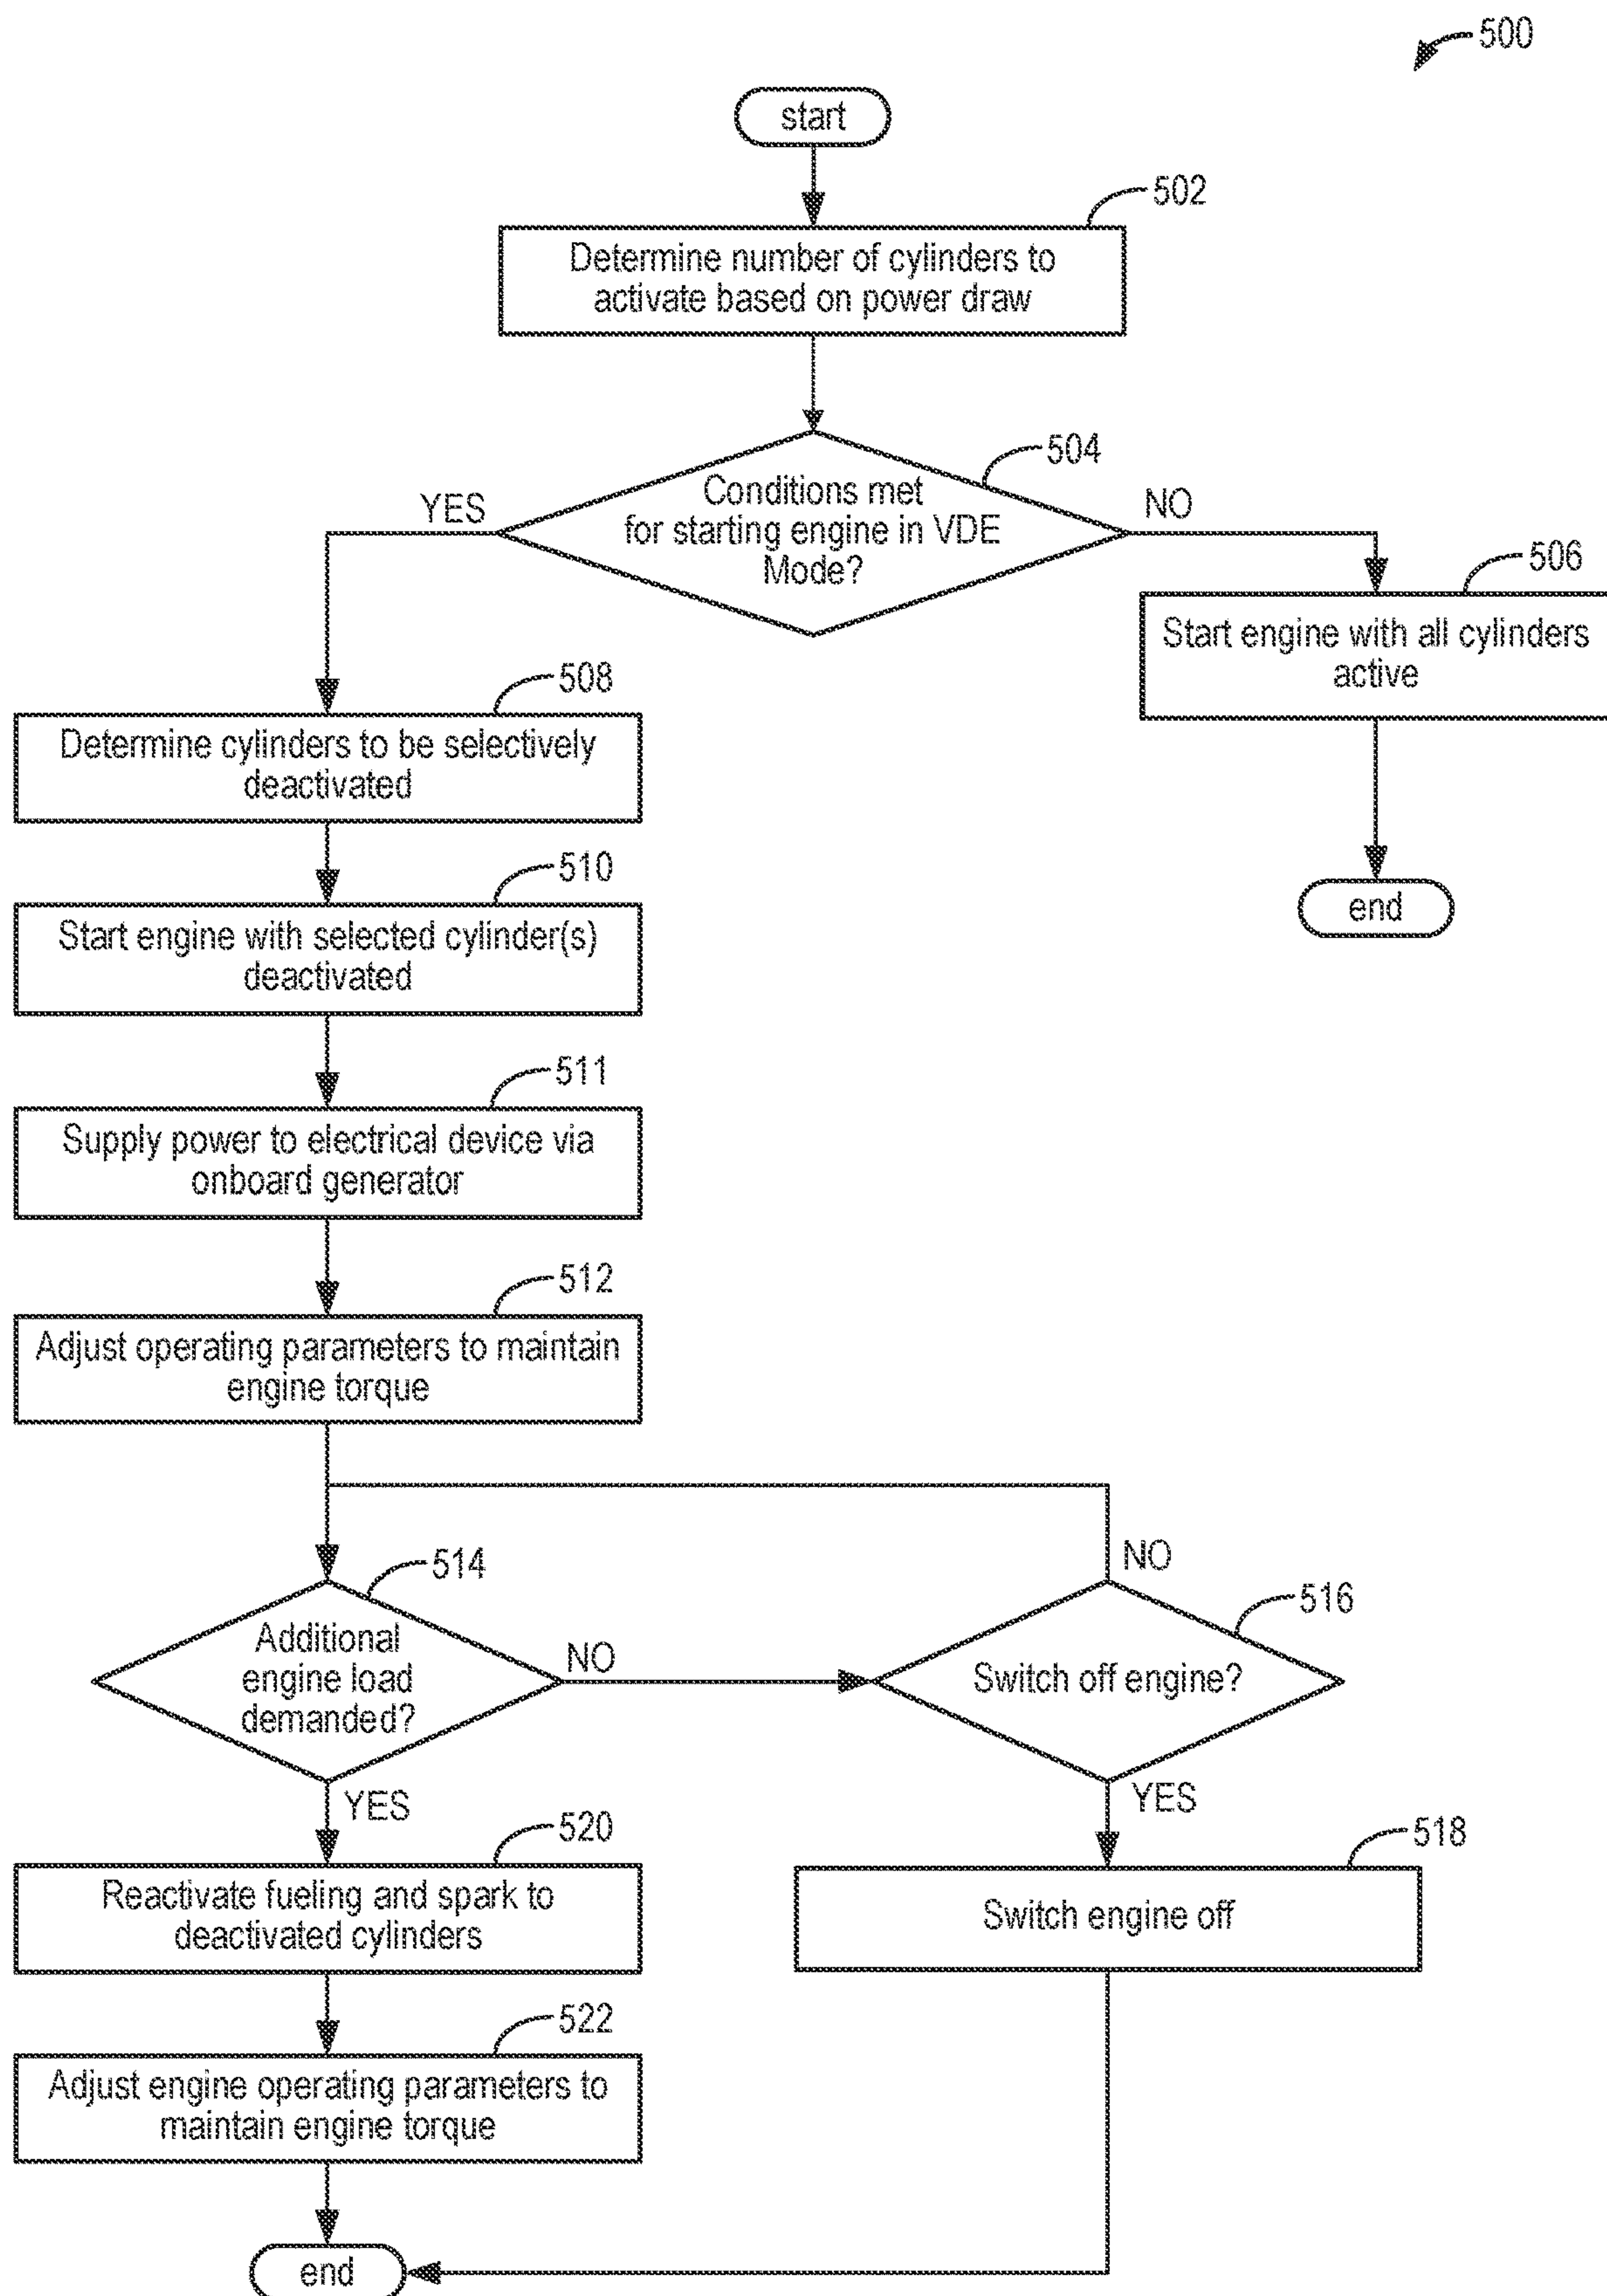 500
start
502
Determine number of cylinders to
activate based on power draw
504
Conditions met
for starting engine in VDE
Mode?
YES
NO
506
Start engine with all cylinders
active
end
508
Determine cylinders to be selectively
deactivated
510
Start engine with selected cylinder(s)
deactivated
511
Supply power to electrical device via
onboard generator
512
Adjust operating parameters to maintain
engine torque
514
Additional
engine load
demanded?
NO
YES
516
Switch off engine?
NO
YES
518
Switch engine off
520
Reactivate fueling and spark to
deactivated cylinders
522
Adjust engine operating parameters to
maintain engine torque
end